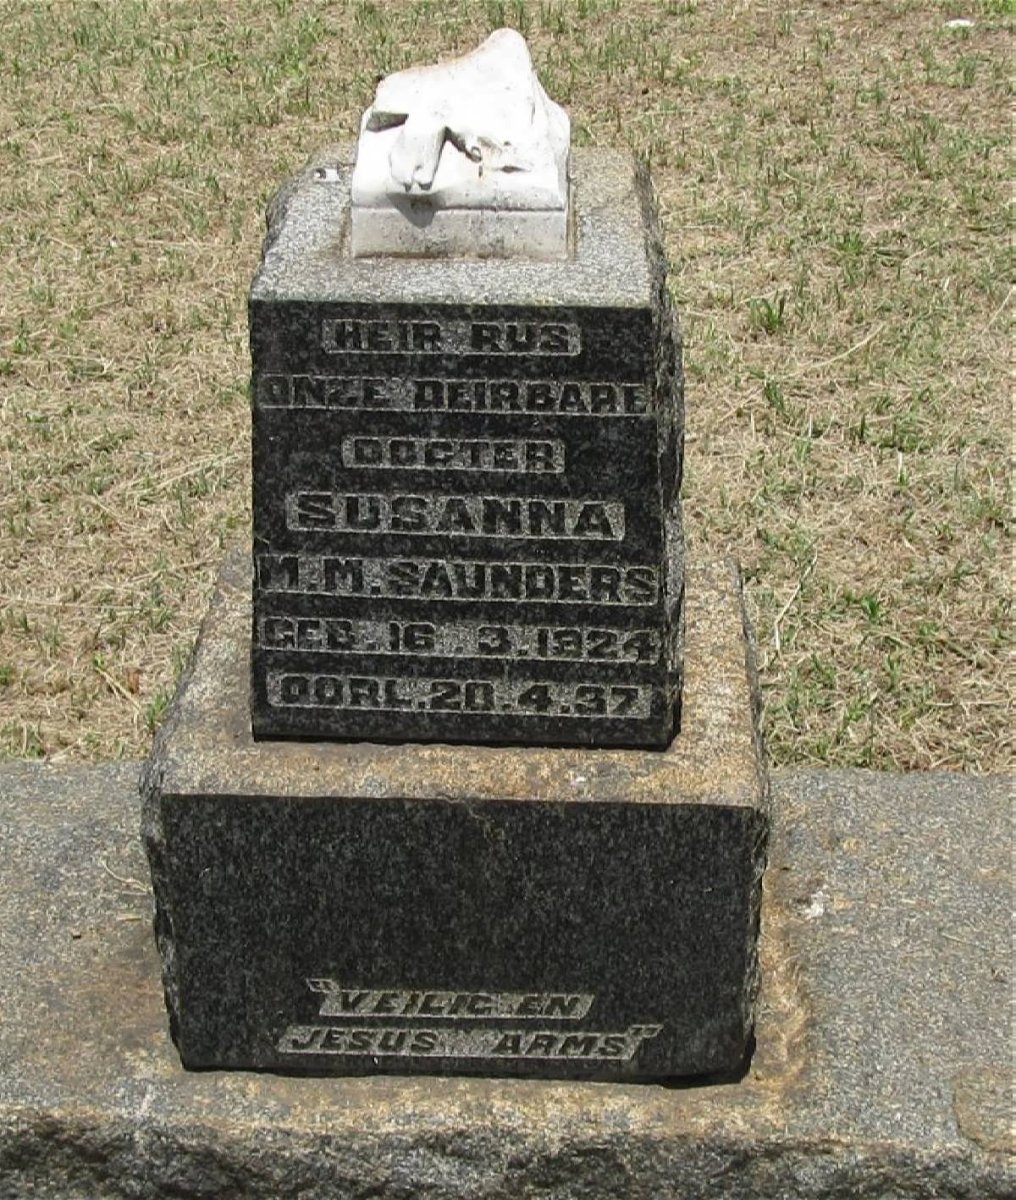 HEIR RUS
ONZE DEIRBARE
DOCTER
SUSANNA
M.M. SAUNDERS
GEB. 16. 3. 1924
OORL. 20. 4. 37
"VEILIG EN
JESUS ARMS"